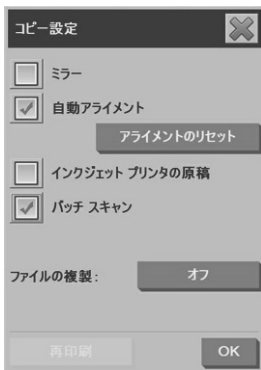 コピー設定
ミラー
自動アライメント
アライメントのリセット
インクジェット プリンタの原稿
バッチ スキャン
ファイルの複製:
オフ
再印刷
OK